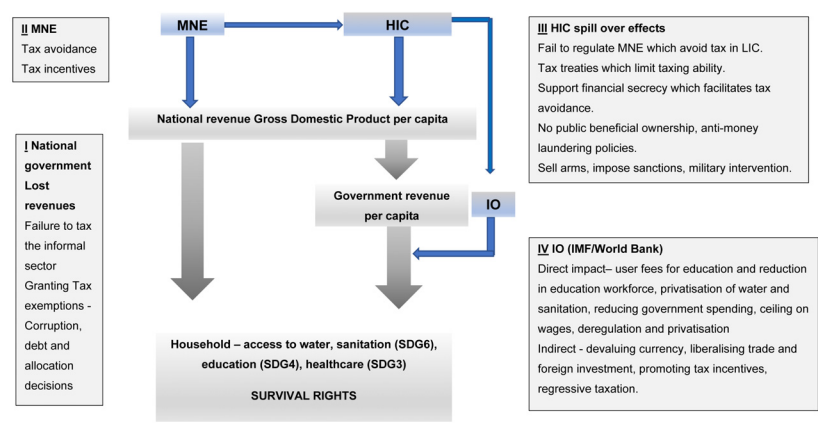 II MNE
Tax avoidance
Tax incentives
MNE
HIC
III HIC spill over effects
Fail to regulate MNE which avoid tax in LIC.
Tax treaties which limit taxing ability.
Support financial secrecy which facilitates tax
avoidance.
No public beneficial ownership, anti-money
laundering policies.
Sell arms, impose sanctions, military intervention.
National revenue Gross Domestic Product per capita
I National
government
Lost
revenues
Failure to tax
the informal
sector
Granting Tax
exemptions -
Corruption,
debt and
allocation
decisions
Government revenue
per capita
IO
IV IO (IMF/World Bank)
Direct impact– user fees for education and reduction
in education workforce, privatisation of water and
sanitation, reducing government spending, ceiling on
wages, deregulation and privatisation
Indirect - devaluing currency, liberalising trade and
foreign investment, promoting tax incentives,
regressive taxation.
Household – access to water, sanitation (SDG6),
education (SDG4), healthcare (SDG3)
SURVIVAL RIGHTS